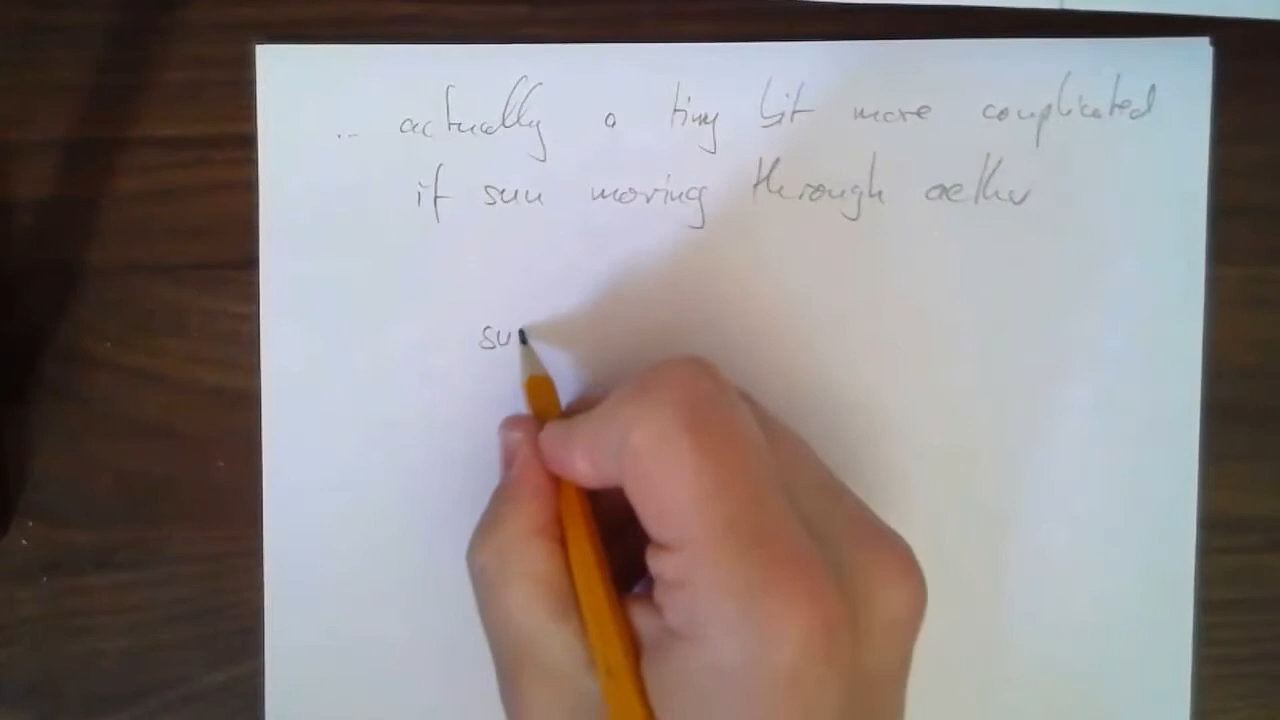 .. actually a tiny bit more complicated
if sun moving through aether
su